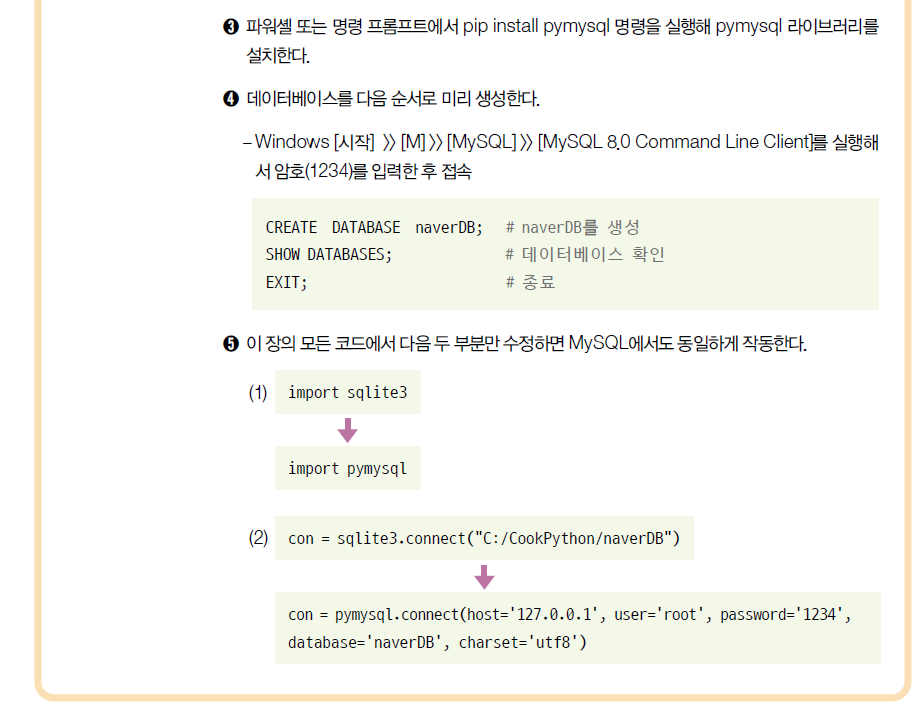 ❸ 파워셸 또는 명령 프롬프트에서 pip install pymysql 명령을 실행해 pymysql 라이브러리를
설치한다.
❹ 데이터베이스를 다음 순서로 미리 생성한다.
– Windows [시작] 》 [M] 》 [MySQL] 》 [MySQL 8.0 Command Line Client]를 실행해
서 암호(1234)를 입력한 후 접속
CREATE DATABASE naverDB; # naverDB를 생성
SHOW DATABASES; # 데이터베이스 확인
EXIT; # 종료
❺ 이 장의 모든 코드에서 다음 두 부분만 수정하면 MySQL에서도 동일하게 작동한다.
(1) import sqlite3
import pymysql
(2) con = sqlite3.connect("C:/CookPython/naverDB")
con = pymysql.connect(host='127.0.0.1', user='root', password='1234',
database='naverDB', charset='utf8')